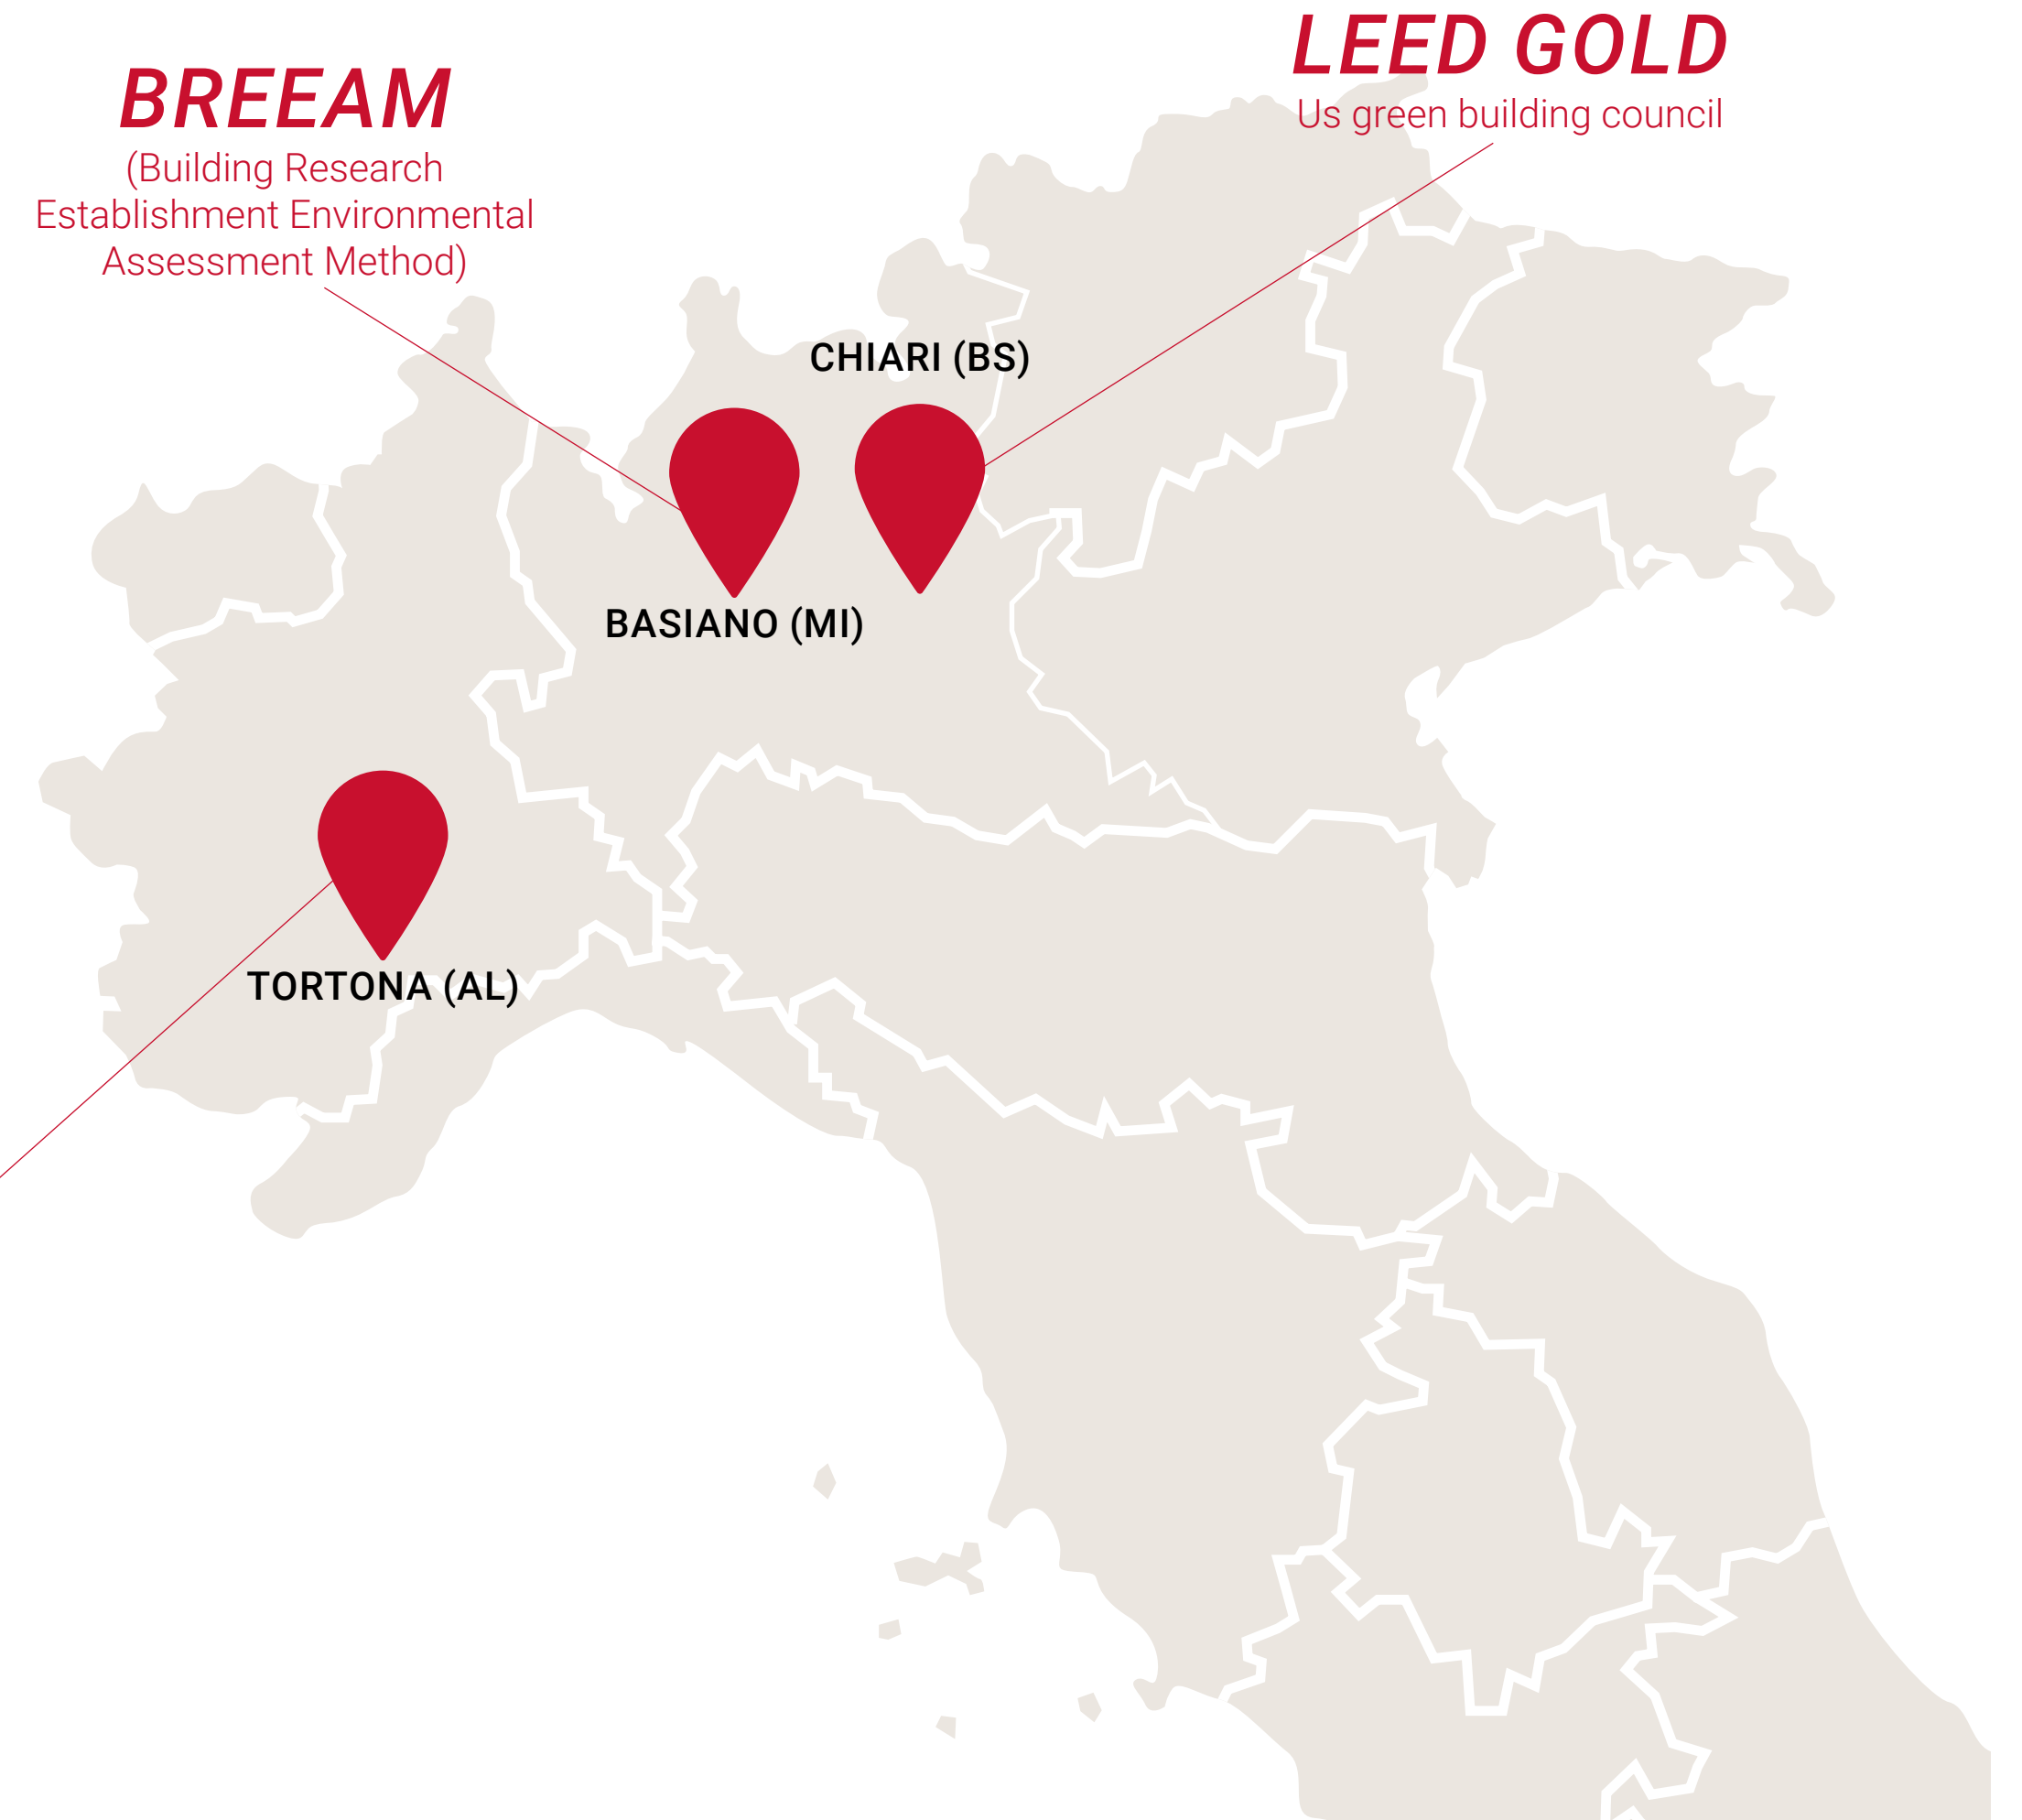 LEED GOLD
Us green building council
BREEAM
(Building Research
Establishment Environmental
Assessment Method)
CHIARI (BS)
BASIANO (MI)
TORTONA (AL)